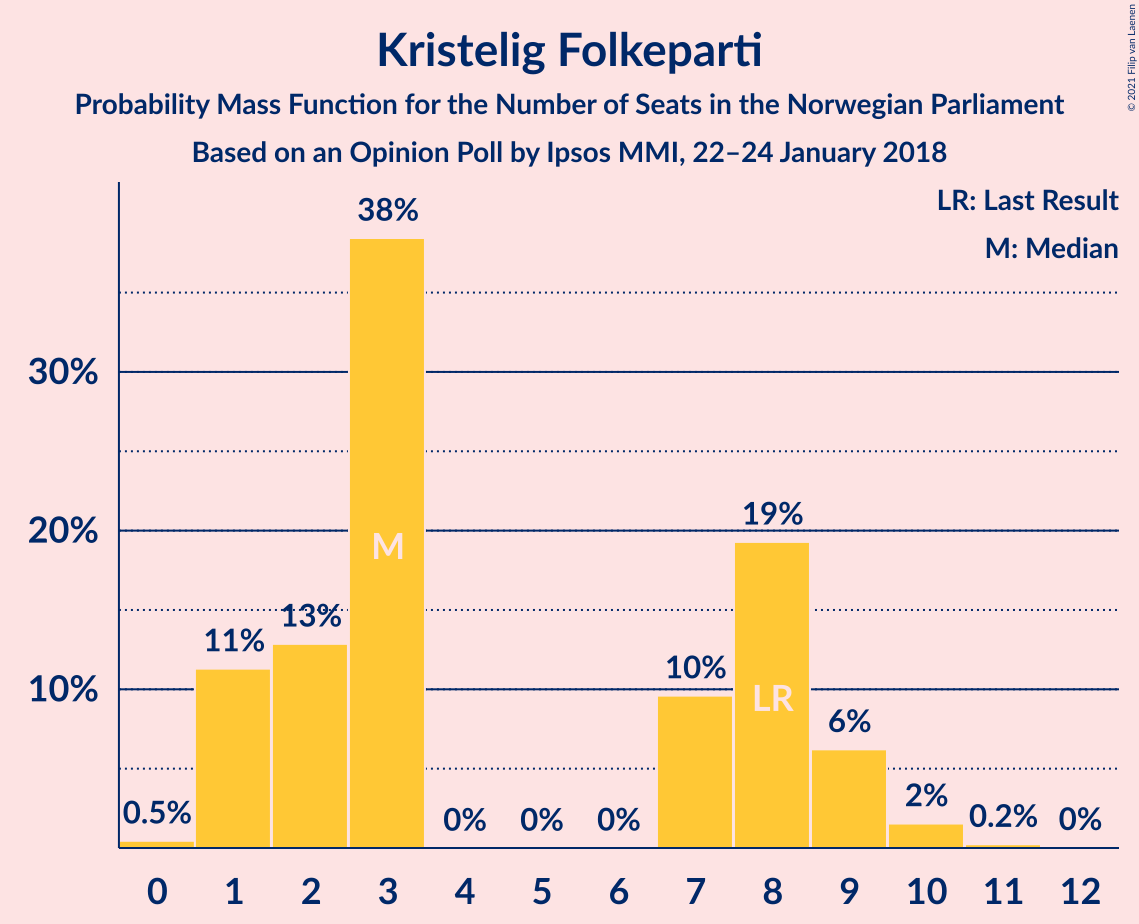 Kristelig Folkeparti
Probability Mass Function for the Number of Seats in the Norwegian Parliament
Based on an Opinion Poll by Ipsos MMI, 22–24 January 2018
© 2021 Filip van Laenen
LR: Last Result
M: Median
38%
30%
M
19%
20%
13%
11%
10%
10%
LR
6%
0.5%
0% 0% 0%
2%
0.2%
0%
0 1 2 3 4 5 6 7 8 9 10 11 12